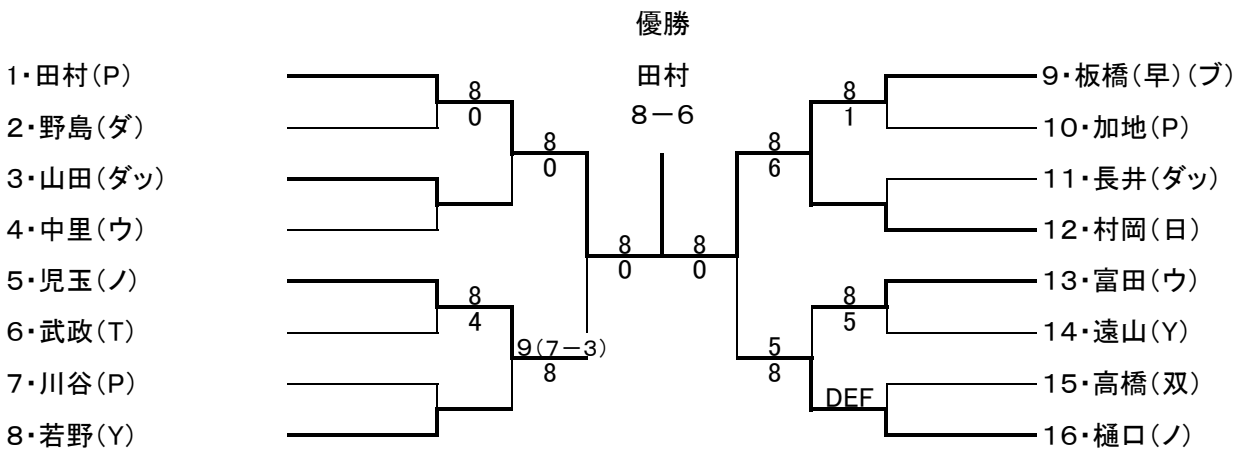 優勝
田村
8－6
1・田村（P）
2・野島（ダ）
3・山田（ダッ）
4・中里（ウ）
5・児玉（ノ）
6・武政（T）
7・川谷（P）
8・若野（Y）
8
0
8
0
8
4
9（7－3）
8
8
0
8
0
8
6
5
8
8
1
8
5
DEF
9・板橋（早）（ブ）
10・加地（P）
11・長井（ダッ）
12・村岡（日）
13・富田（ウ）
14・遠山（Y）
15・高橋（双）
16・樋口（ノ）